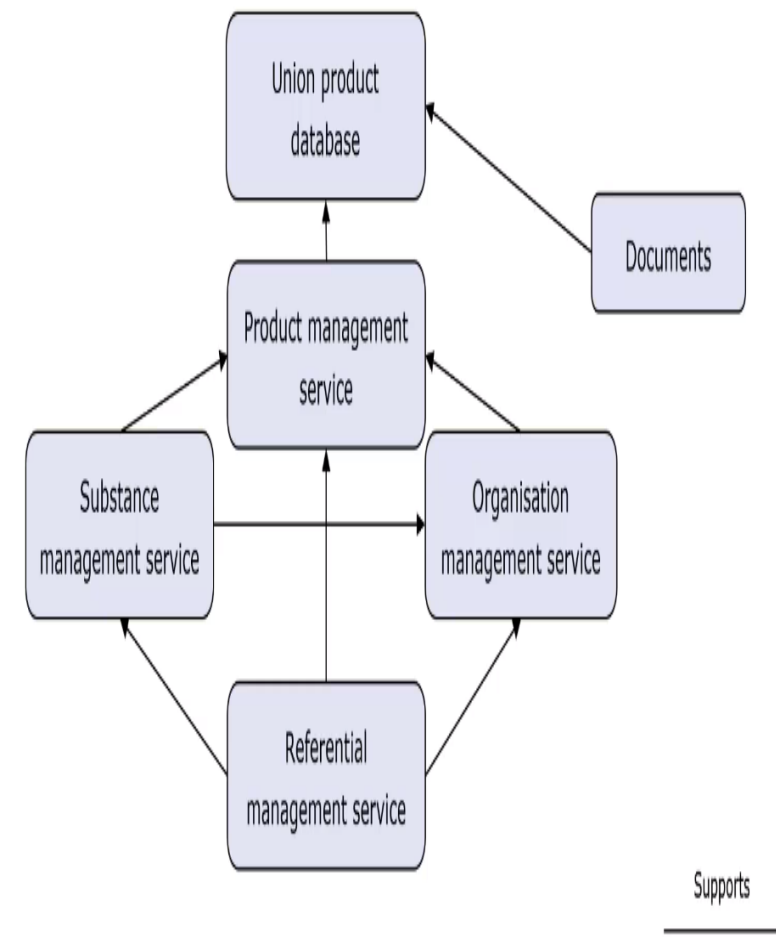 Union product
database
Documents
Product management
service
Substance
management service
Organisation
management service
Referential
management service
Supports